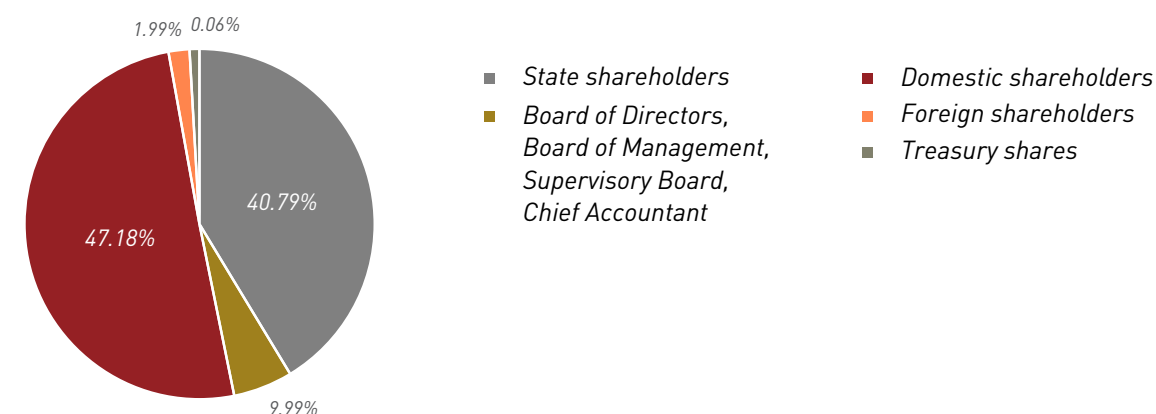 1.99% 0.06%
40.79%
47.18%
9.99%
State shareholders
Board of Directors,
Board of Management,
Supervisory Board,
Chief Accountant
Domestic shareholders
Foreign shareholders
Treasury shares